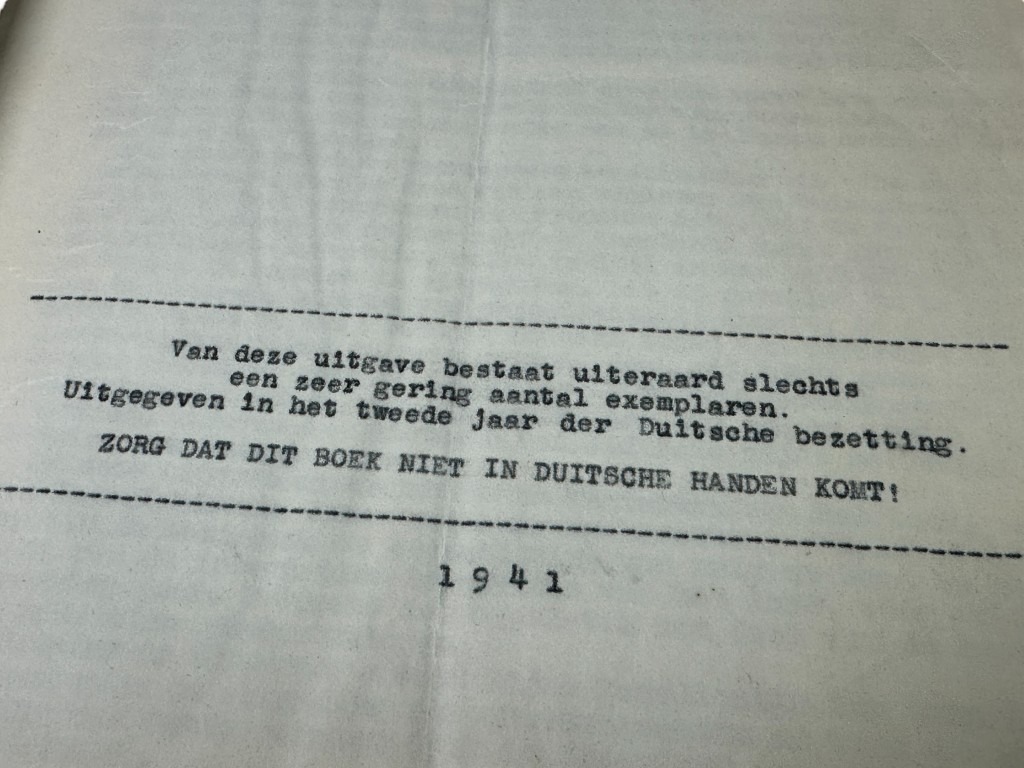 Van deze uitgave bestaat uiteraard slechts
een zeer gering aantal exemplaren.
Uitgegeven in het tweede jaar der Duitsche bezetting.
ZORG DAT DIT BOEK NIET IN DUITSCHE HANDEN KOMT!
1941